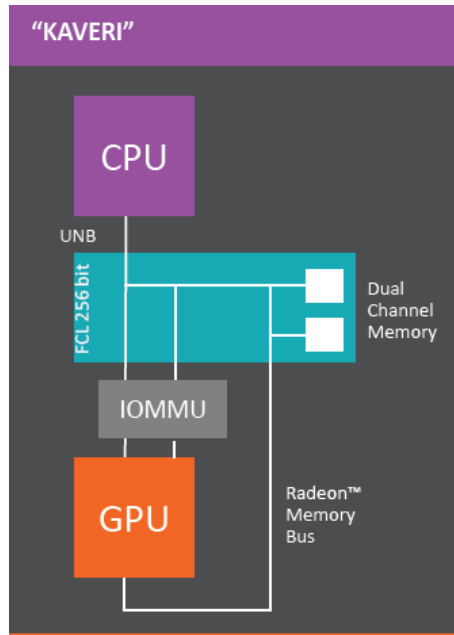 “KAVERI”
CPU
UNB
FCL 256 bit
Dual
Channel
Memory
IOMMU
GPU
Radeon™
Memory
Bus